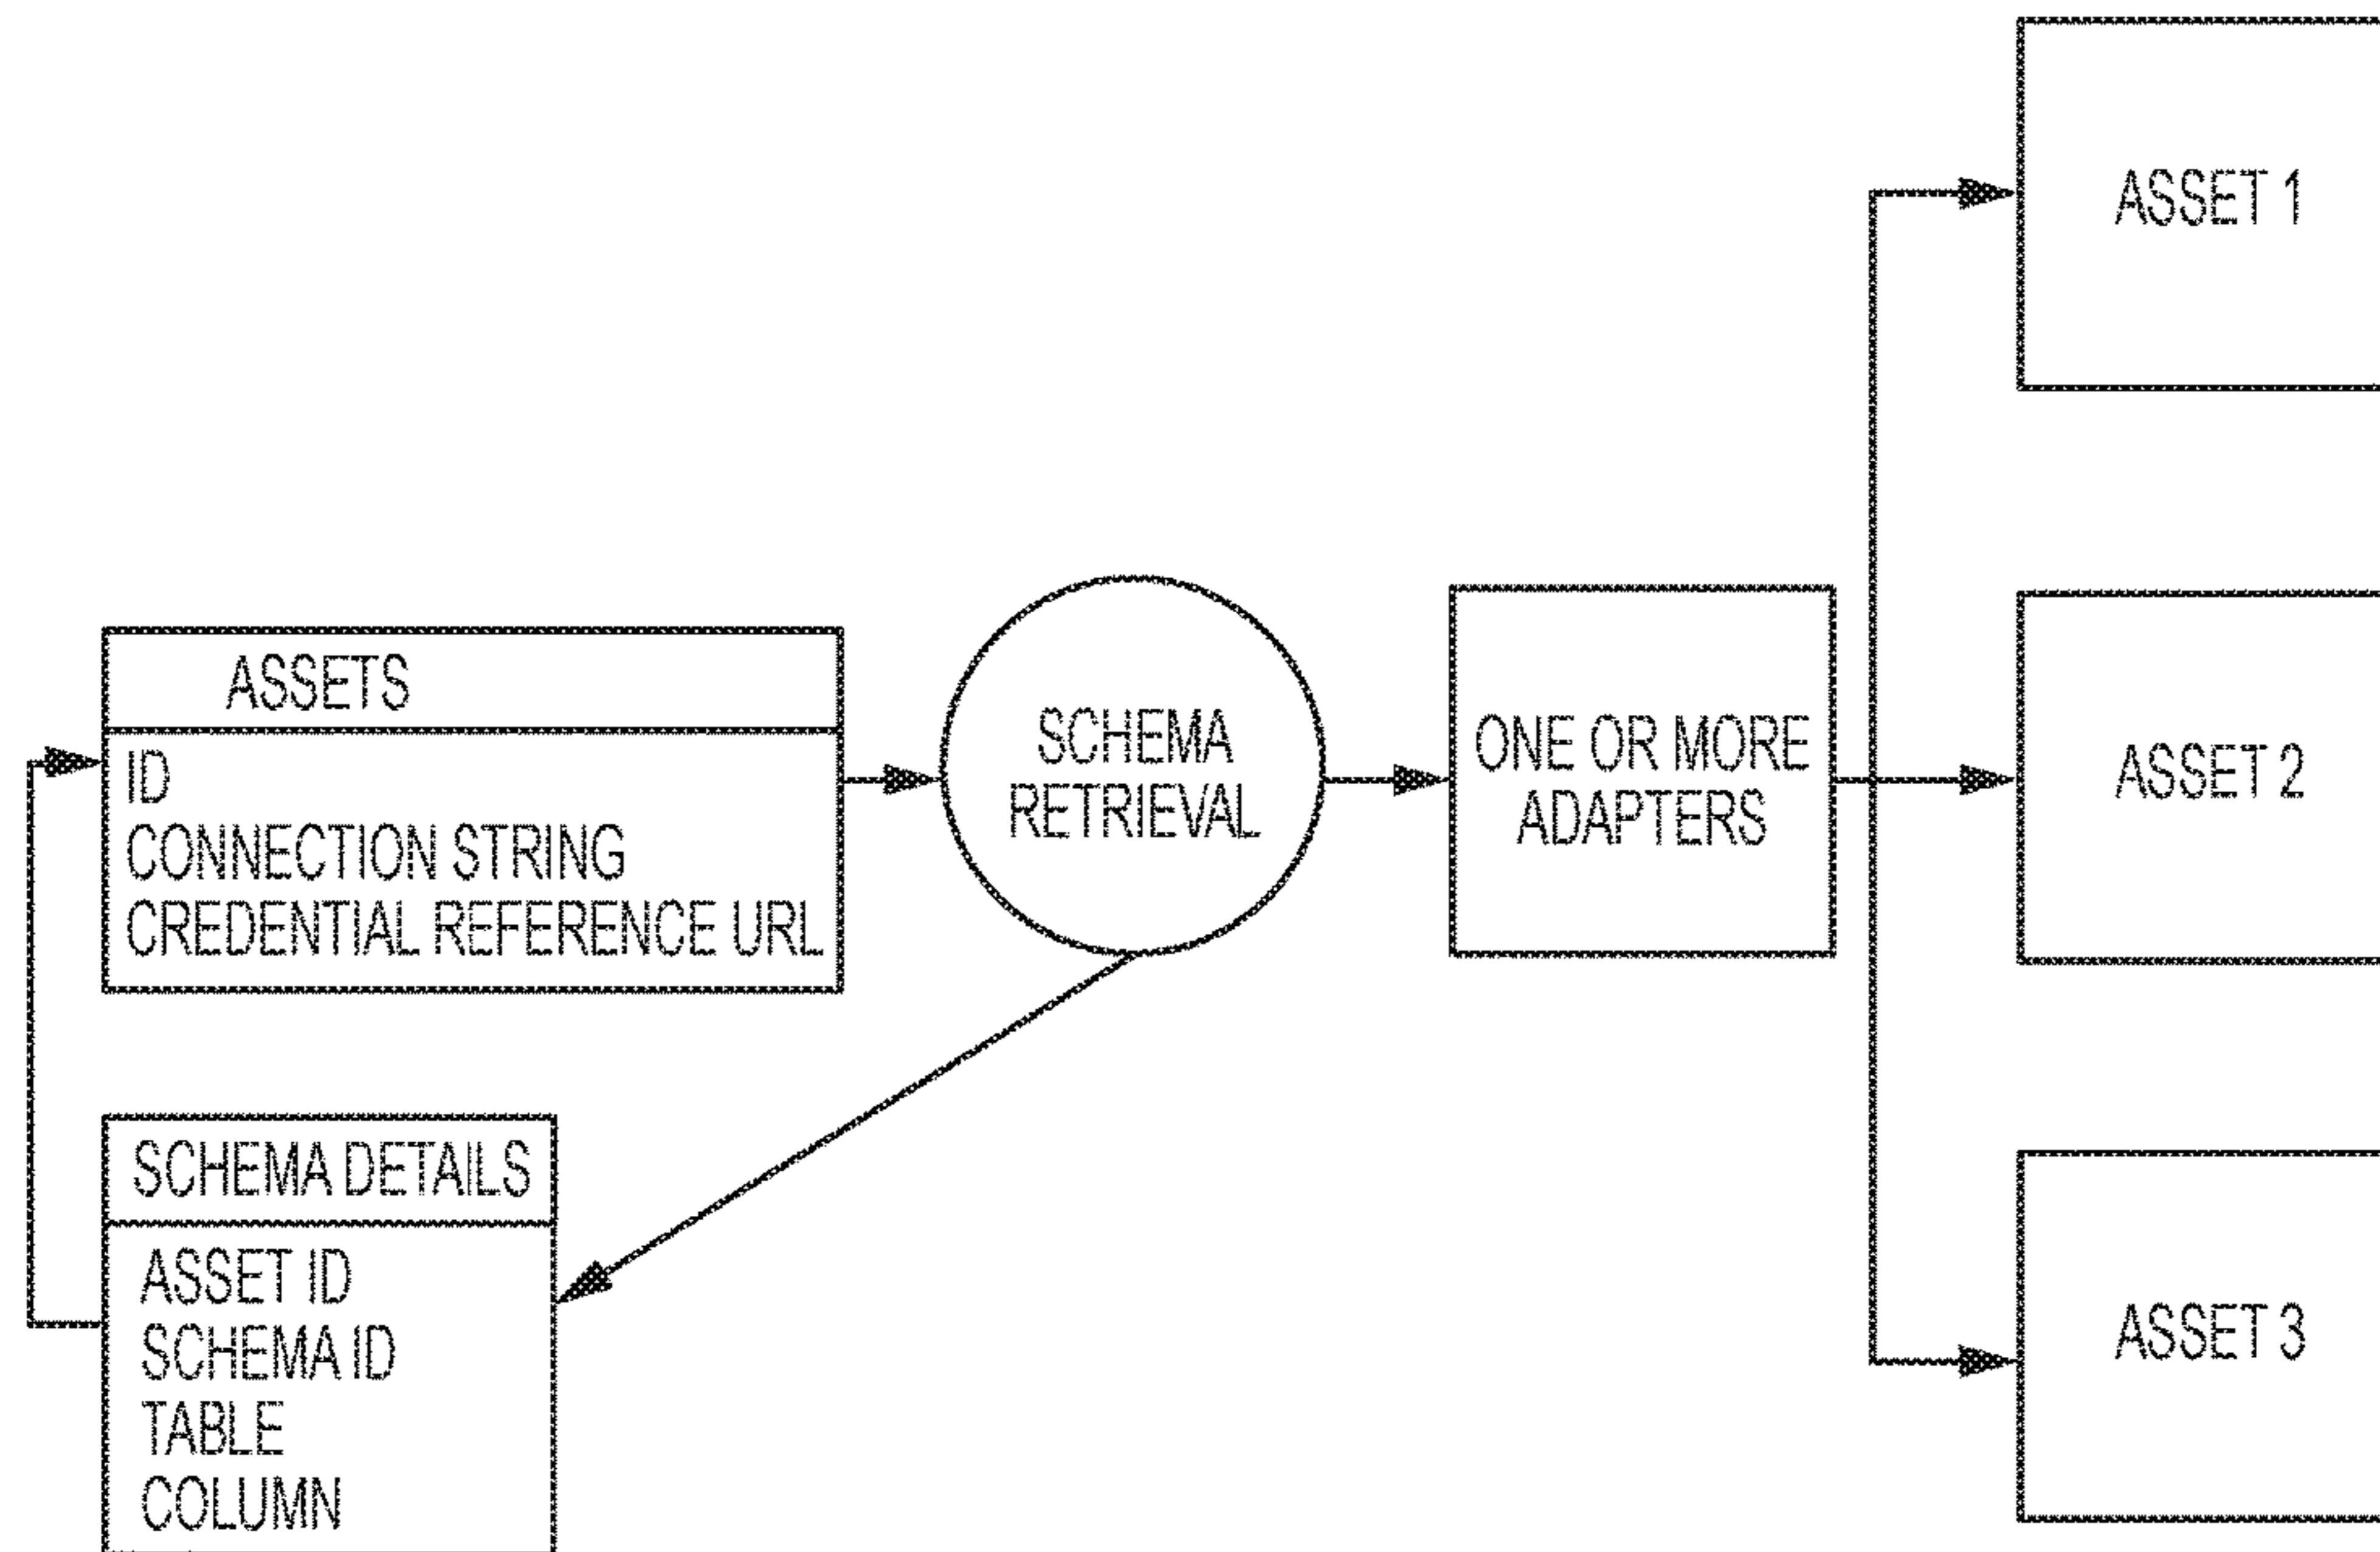 ASSETS
ID
CONNECTION STRING
CREDENTIAL REFERENCE URL
SCHEMA DETAILS
ASSET ID
SCHEMA ID
TABLE
COLUMN
SCHEMA
RETRIEVAL
ONE OR MORE
ADAPTERS
ASSET 1
ASSET 2
ASSET 3